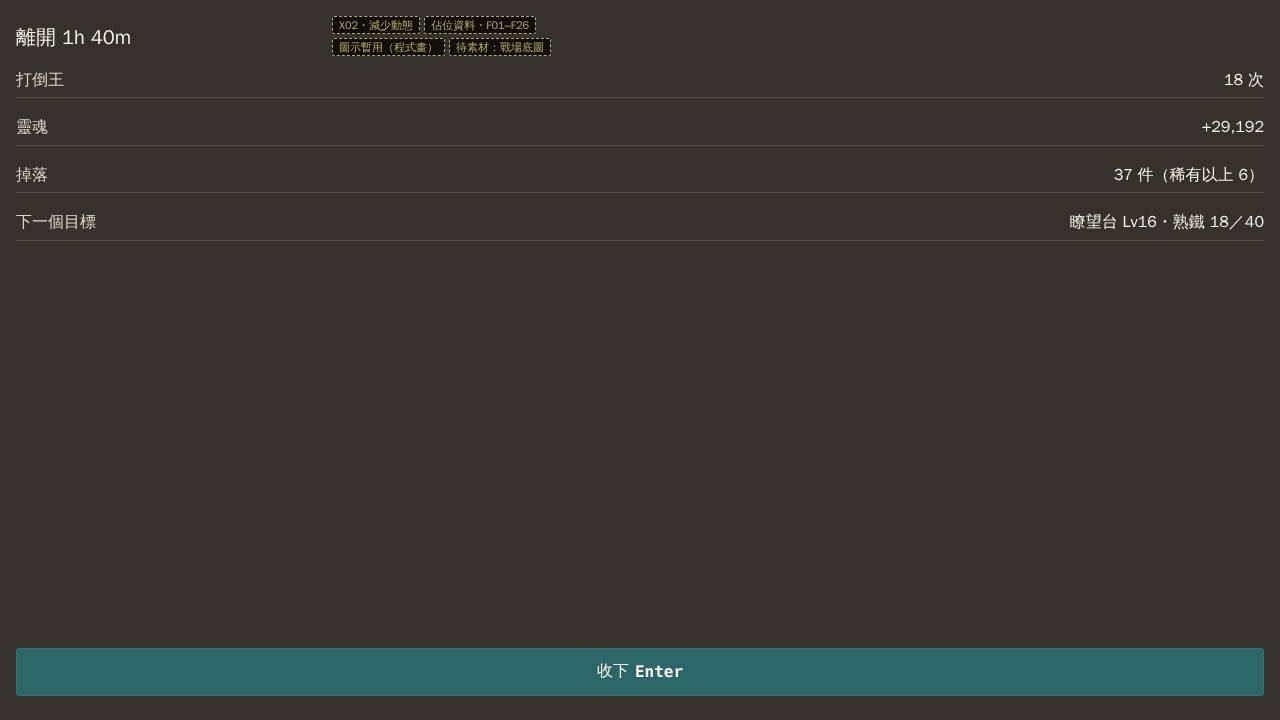 離開 1h 40m
X02・減少動態 佔位資料・F01–F26
圖示暫用（程式畫） 待素材：戰場底圖
打倒王 18 次
靈魂 +29,192
掉落 37 件（稀有以上 6）
下一個目標 瞭望台 Lv16・熟鐵 18／40
收下 Enter